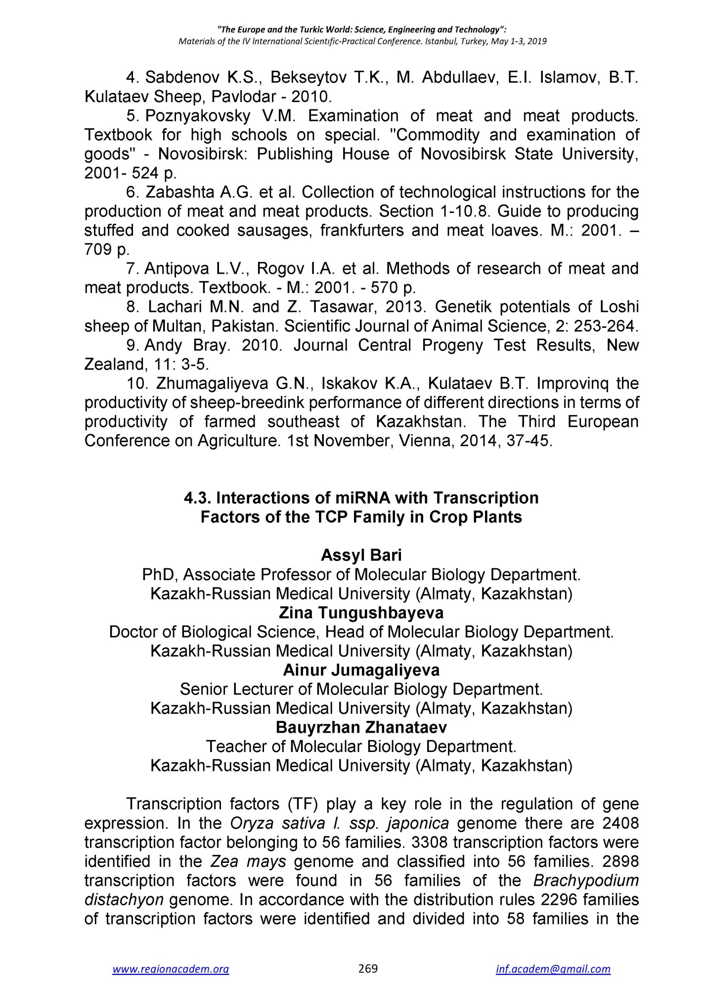 "The Europe and the Turkic World: Science, Engineering and Technology":
Materials of the IV International Scientific-Practical Conference. Istanbul, Turkey, May 1-3, 2019
4. Sabdenov K.S., Bekseytov T.K., M. Abdullaev, E.I. Islamov, B.T.
Kulataev Sheep, Pavlodar - 2010.
5. Poznyakovsky V.M. Examination of meat and meat products.
Textbook for high schools on special. "Commodity and examination of
goods" - Novosibirsk: Publishing House of Novosibirsk State University,
2001- 524 p.
6. Zabashta A.G. et al. Collection of technological instructions for the
production of meat and meat products. Section 1-10.8. Guide to producing
stuffed and cooked sausages, frankfurters and meat loaves. M.: 2001. –
709 p.
7. Antipova L.V., Rogov I.A. et al. Methods of research of meat and
meat products. Textbook. - M.: 2001. - 570 p.
8. Lachari M.N. and Z. Tasawar, 2013. Genetik potentials of Loshi
sheep of Multan, Pakistan. Scientific Journal of Animal Science, 2: 253-264.
9. Andy Bray. 2010. Journal Central Progeny Test Results, New
Zealand, 11: 3-5.
10. Zhumagaliyeva G.N., Iskakov K.A., Kulataev B.T. Improvinq the
productivity of sheep-breedink performance of different directions in terms of
productivity of farmed southeast of Kazakhstan. The Third European
Conference on Agriculture. 1st November, Vienna, 2014, 37-45.
4.3. Interactions of miRNA with Transcription
Factors of the TCP Family in Crop Plants
Assyl Bari
PhD, Associate Professor of Molecular Biology Department.
Kazakh-Russian Medical University (Almaty, Kazakhstan)
Zina Tungushbayeva
Doctor of Biological Science, Head of Molecular Biology Department.
Kazakh-Russian Medical University (Almaty, Kazakhstan)
Ainur Jumagaliyeva
Senior Lecturer of Molecular Biology Department.
Kazakh-Russian Medical University (Almaty, Kazakhstan)
Bauyrzhan Zhanataev
Teacher of Molecular Biology Department.
Kazakh-Russian Medical University (Almaty, Kazakhstan)
Transcription factors (TF) play a key role in the regulation of gene
expression. In the Oryza sativa l. ssp. japonica genome there are 2408
transcription factor belonging to 56 families. 3308 transcription factors were
identified in the Zea mays genome and classified into 56 families. 2898
transcription factors were found in 56 families of the Brachypodium
distachyon genome. In accordance with the distribution rules 2296 families
of transcription factors were identified and divided into 58 families in the
www.regionacadem.org 269 inf.academ@gmail.com